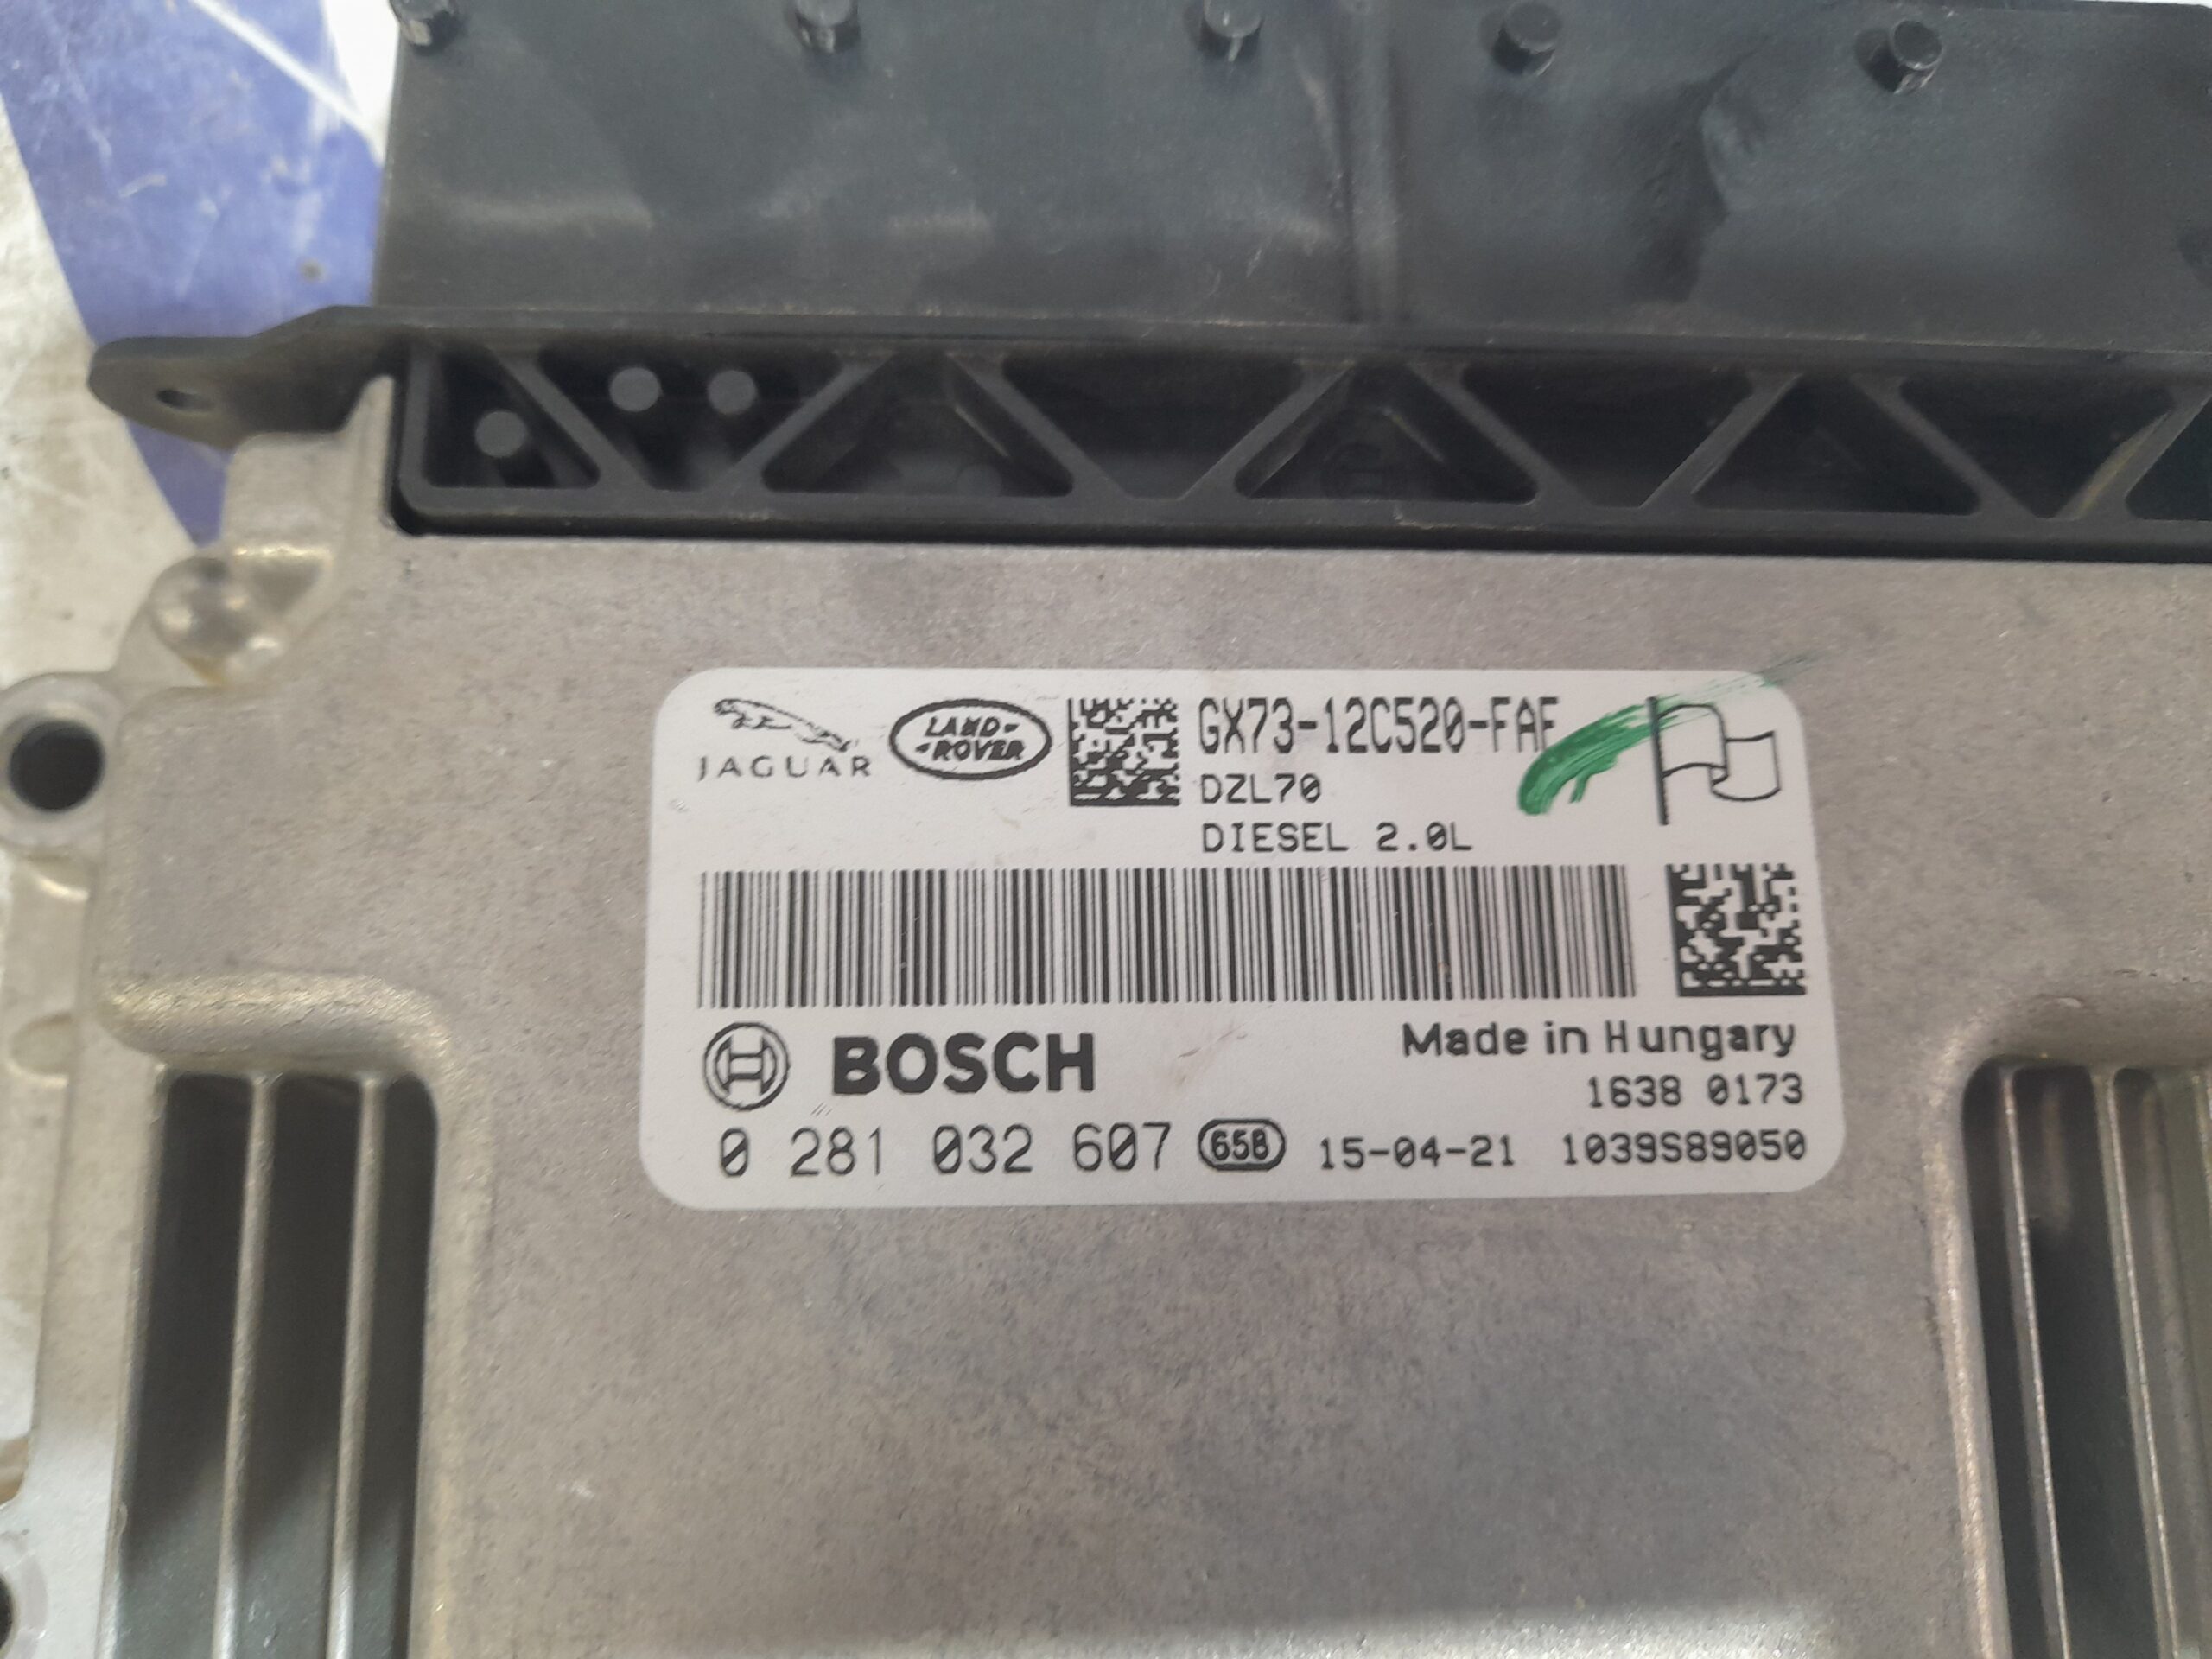 JAGUAR
LAND-
-ROVER
GX73-12C520-FAF
DZL70
DIESEL 2.0L
BOSCH
Made in Hungary
1638 0173
0 281 032 607 658 15-04-21 1039S89050